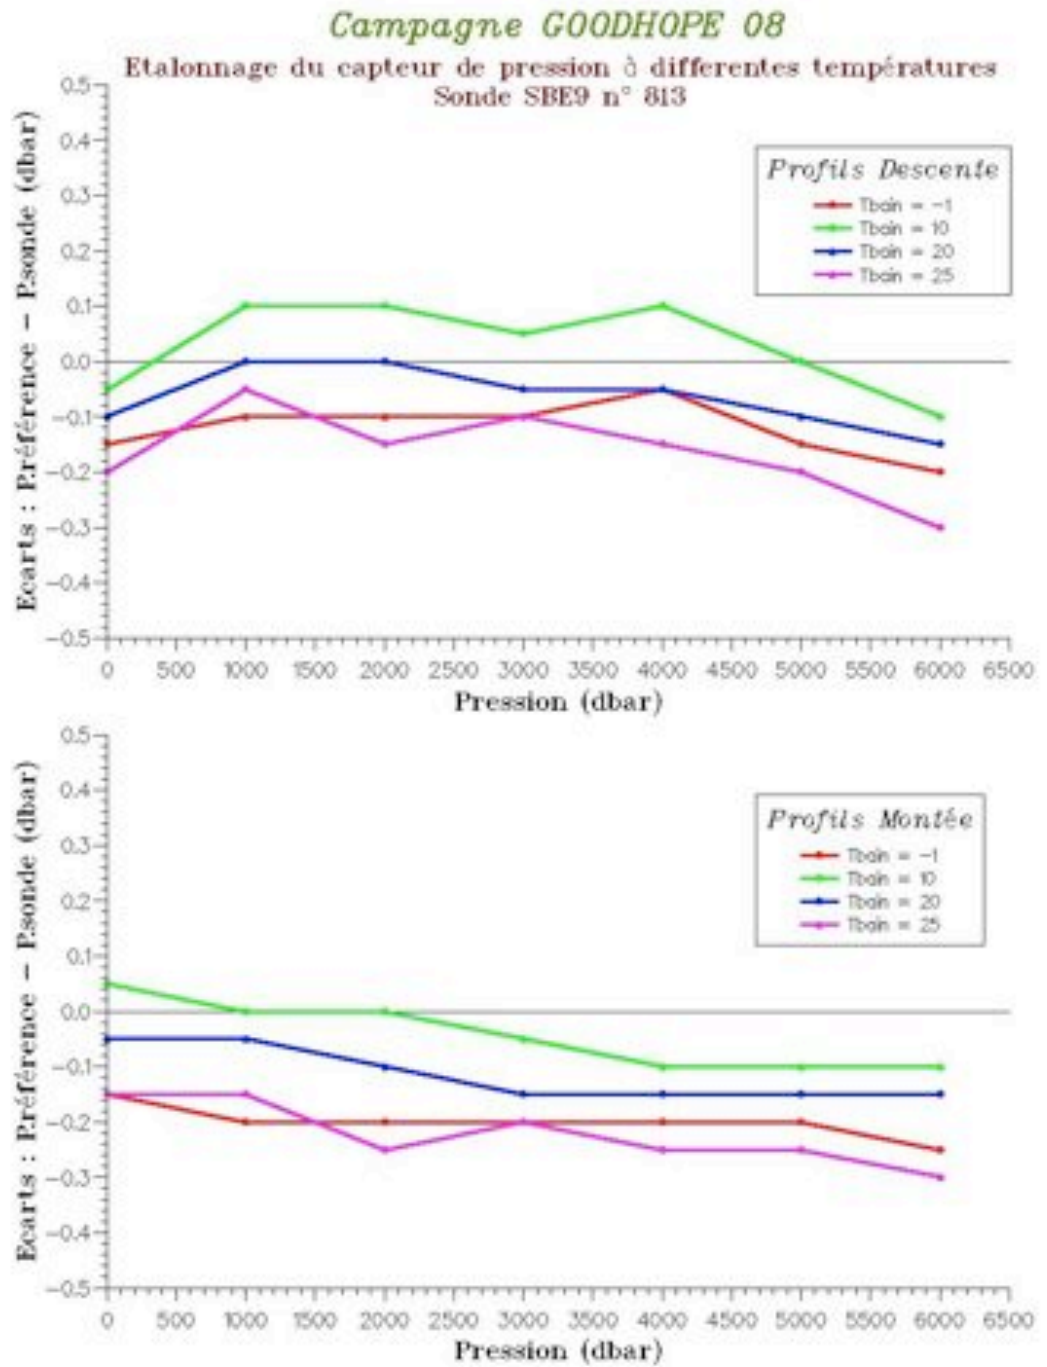 Campagne GOODHOPE 08
Etalonnage du capteur de pression à differentes températures
Sonde SBE9 n° 813
Ecarts : P.référence - P.sonde (dbar)
0.5
0.4
0.3
0.2
0.1
0.0
-0.1
-0.2
-0.3
-0.4
-0.5
Profils Descente
Tbain = -1
Tbain = 10
Tbain = 20
Tbain = 25
0 500 1000 1500 2000 2500 3000 3500 4000 4500 5000 5500 6000 6500
Pression (dbar)
Ecarts : P.référence - P.sonde (dbar)
0.5
0.4
0.3
0.2
0.1
0.0
-0.1
-0.2
-0.3
-0.4
-0.5
Profils Montée
Tbain = -1
Tbain = 10
Tbain = 20
Tbain = 25
0 500 1000 1500 2000 2500 3000 3500 4000 4500 5000 5500 6000 6500
Pression (dbar)